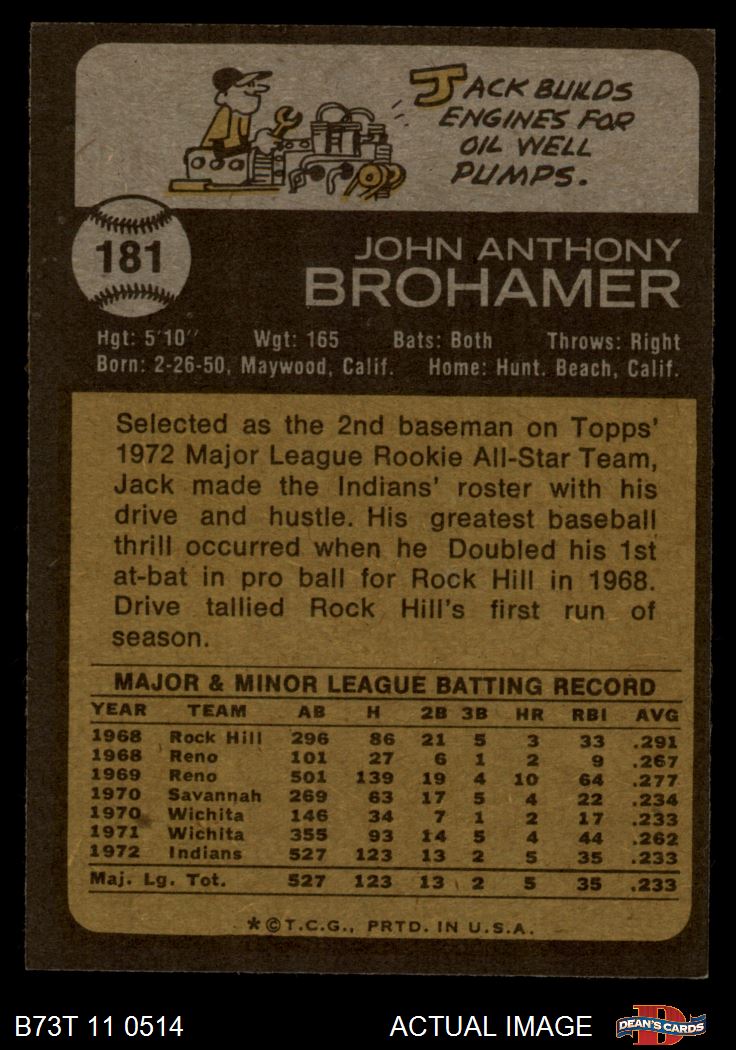 JACK BUILDS
ENGINES FOR
OIL WELL
PUMPS.
181
JOHN ANTHONY
BROHAMER
Hgt: 5'10" Wgt: 165 Bats: Both Throws: Right
Born: 2-26-50, Maywood, Calif. Home: Hunt. Beach, Calif.
Selected as the 2nd baseman on Topps'
1972 Major League Rookie All-Star Team,
Jack made the Indians' roster with his
drive and hustle. His greatest baseball
thrill occurred when he Doubled his 1st
at-bat in pro ball for Rock Hill in 1968.
Drive tallied Rock Hill's first run of
season.
MAJOR & MINOR LEAGUE BATTING RECORD
YEAR TEAM AB H 2B 3B HR RBI AVG
1968 Rock Hill 296 86 21 5 3 33 .291
1968 Reno 101 27 6 1 2 9 .267
1969 Reno 501 139 19 4 10 64 .277
1970 Savannah 269 63 17 5 4 22 .234
1970 Wichita 146 34 7 1 2 17 .233
1971 Wichita 355 93 14 5 4 44 .262
1972 Indians 527 123 13 2 5 35 .233
Maj. Lg. Tot. 527 123 13 2 5 35 .233
*©T.C.G., PRTD. IN U.S.A.
B73T 11 0514 ACTUAL IMAGE DEAN'S CARDS